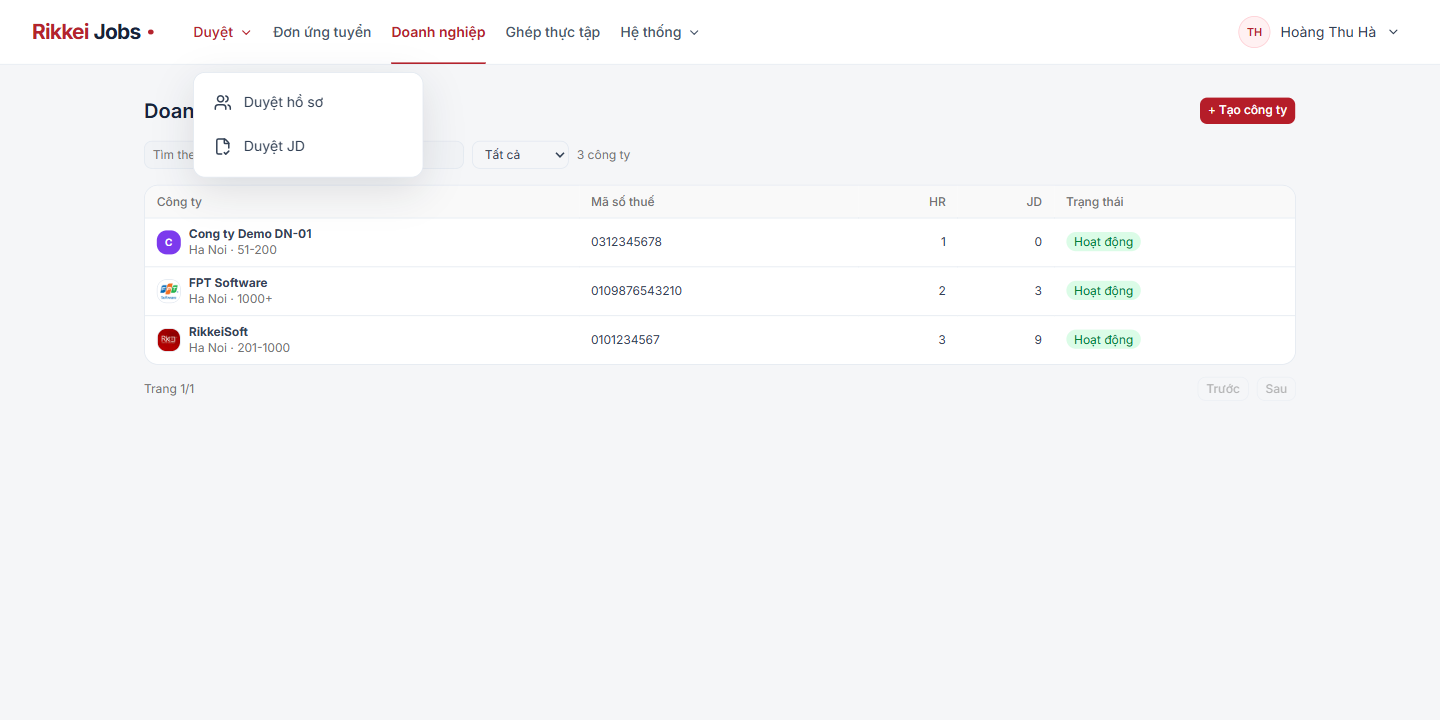 Rikkei Jobs
Duyệt
Đơn ứng tuyển
Doanh nghiệp
Ghép thực tập
Hệ thống
TH
Hoàng Thu Hà
Duyệt hồ sơ
Duyệt JD
Doan
+ Tạo công ty
Tìm the
Tất cả
3 công ty
Công ty
Mã số thuế
HR
JD
Trạng thái
C
Cong ty Demo DN-01
Ha Noi · 51-200
0312345678
1
0
Hoạt động
FPT Software
Ha Noi · 1000+
0109876543210
2
3
Hoạt động
RikkeiSoft
Ha Noi · 201-1000
0101234567
3
9
Hoạt động
Trang 1/1
Trước
Sau